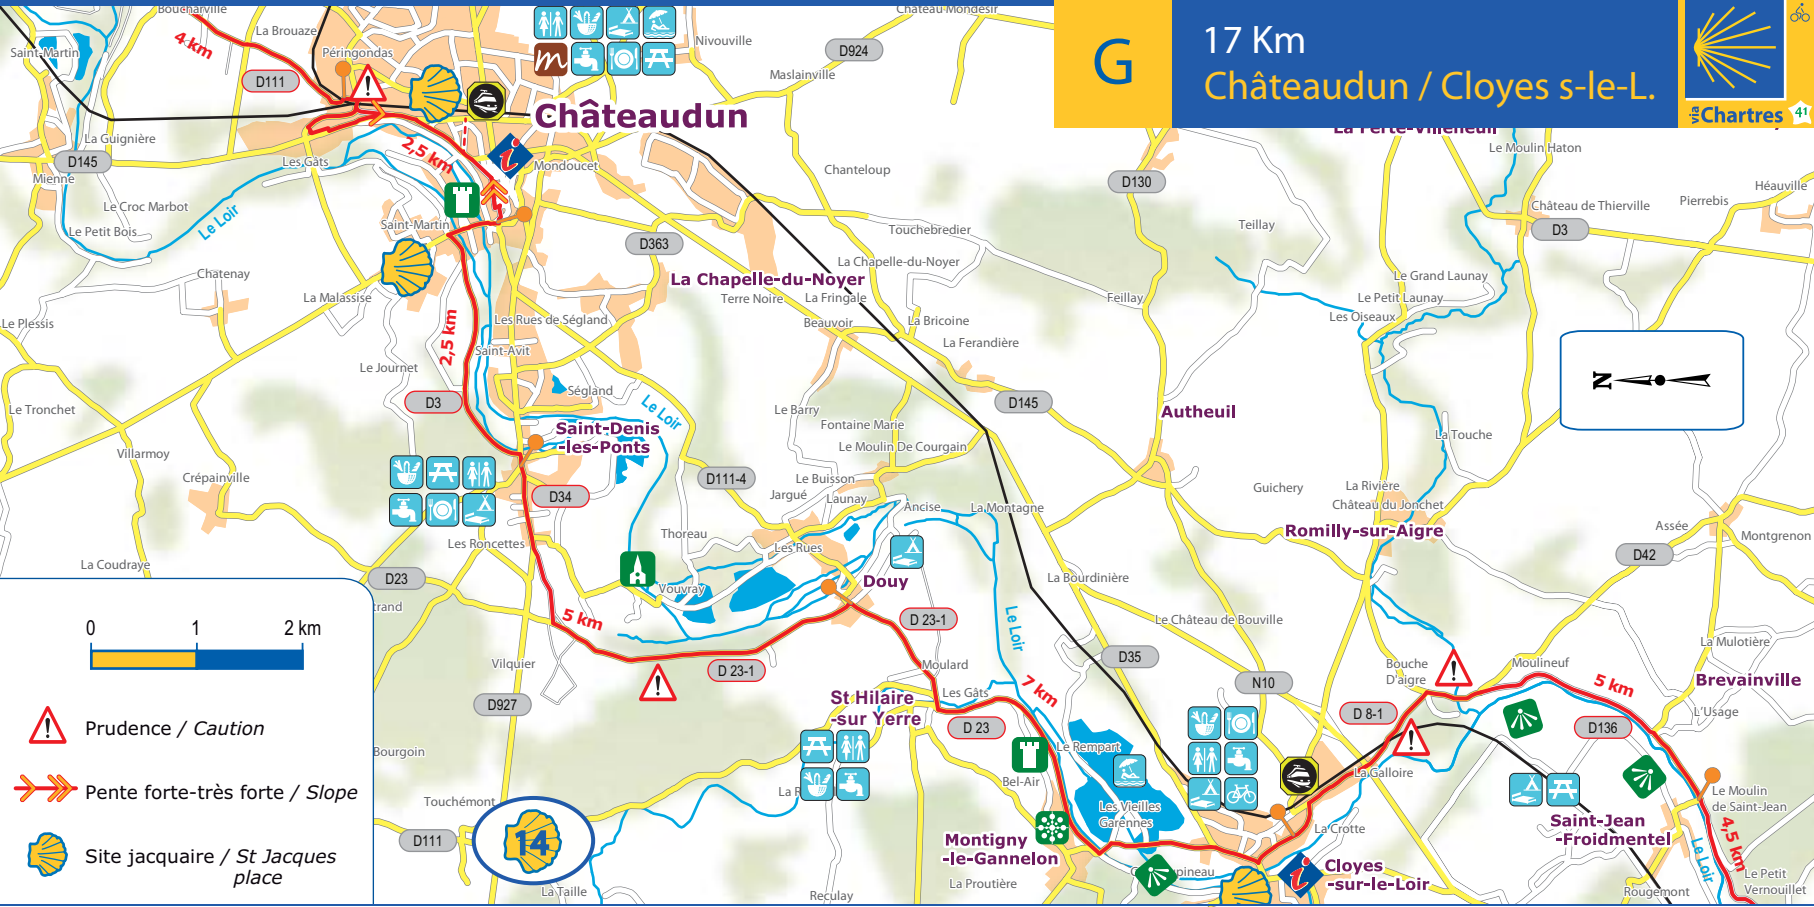 G
17 Km
Châteaudun / Cloyes s-le-L.
via Chartres
41
Boucharville
4 km
La Brouaze
Saint-Martin
Péringondas
D111
La Guignière
D145
Mienne
Les Gâts
Le Croc Marbot
Le Petit Bois
Le Loir
Chatenay
Le Plessis
La Malassise
Saint-Martin
2,5 km
Châteaudun
i
Mondoucet
m
Nivouville
Château Mondésir
D924
Maslainville
Chanteloup
D130
Touchebredier
La Chapelle-du-Noyer
D363
La Chapelle-du-Noyer
Terre Noire
La Fringale
Feillay
Teillay
La Ferté-Villeneuil
Le Moulin Haton
Château de Thierville
Pierrebis
Héauville
D3
Le Grand Launay
Le Petit Launay
Les Oiseaux
N
Les Rues de Ségland
Beauvoir
La Bricoine
La Ferandière
2,5 km
Saint-Avit
Le Journet
Ségland
D3
Le Loir
Saint-Denis
-les-Ponts
Le Tronchet
Villarmoy
Crépainville
La Coudraye
D34
Les Roncettes
D23
trand
Le Barry
Fontaine Marie
Le Moulin De Courgain
D145
Autheuil
La Touche
D111-4
Le Buisson
Jargué
Launay
Ancise
La Montagne
Guichery
La Rivière
Château du Jonchet
Romilly-sur-Aigre
Assée
D42
Montgrenon
Thoreau
Les Rues
Vouvray
Douy
La Bourdinière
Le Château de Bouville
5 km
D 23-1
D 23-1
Moulard
Le Loir
D35
N10
Bouche
D'aigre
Moulineuf
La Mulotière
5 km
Brevainville
L'Usage
D136
D 8-1
Vilquier
D927
Bourgoin
Touchémont
D111
14
La Taille
St Hilaire
-sur Yerre
Les Gâts
7 km
D 23
Le Rempart
Bel-Air
Les Vieilles
Garennes
Montigny
-le-Gannelon
La Proutière
Reculay
pineau
La Galloire
La Crotte
i
Cloyes
-sur-le-Loir
Saint-Jean
-Froidmentel
Le Moulin
de Saint-Jean
4,5 km
Le Loir
Rougemont
Le Petit
Vernouillet
0 1 2 km
Prudence / Caution
Pente forte-très forte / Slope
Site jacquaire / St Jacques
place